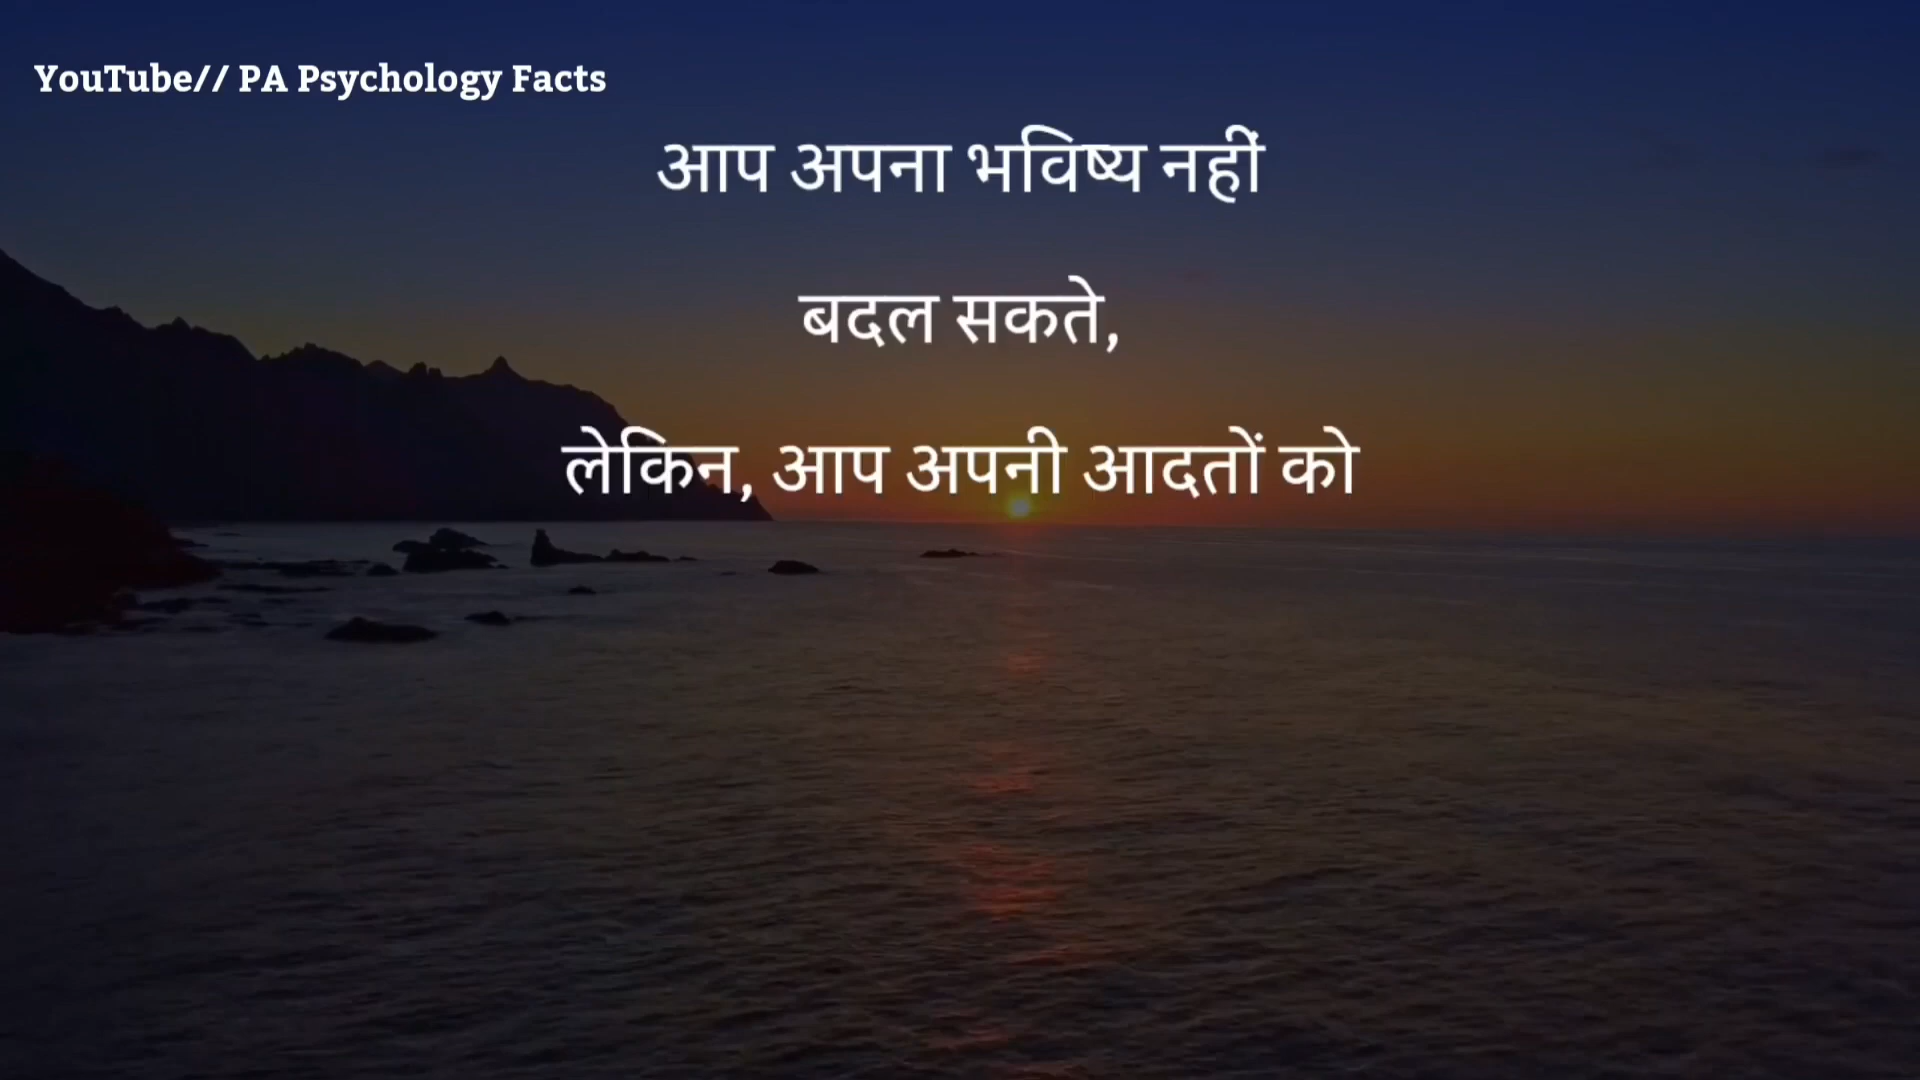 YouTube// PA Psychology Facts
आप अपना भविष्य नहीं
बदल सकते,
लेकिन, आप अपनी आदतों को